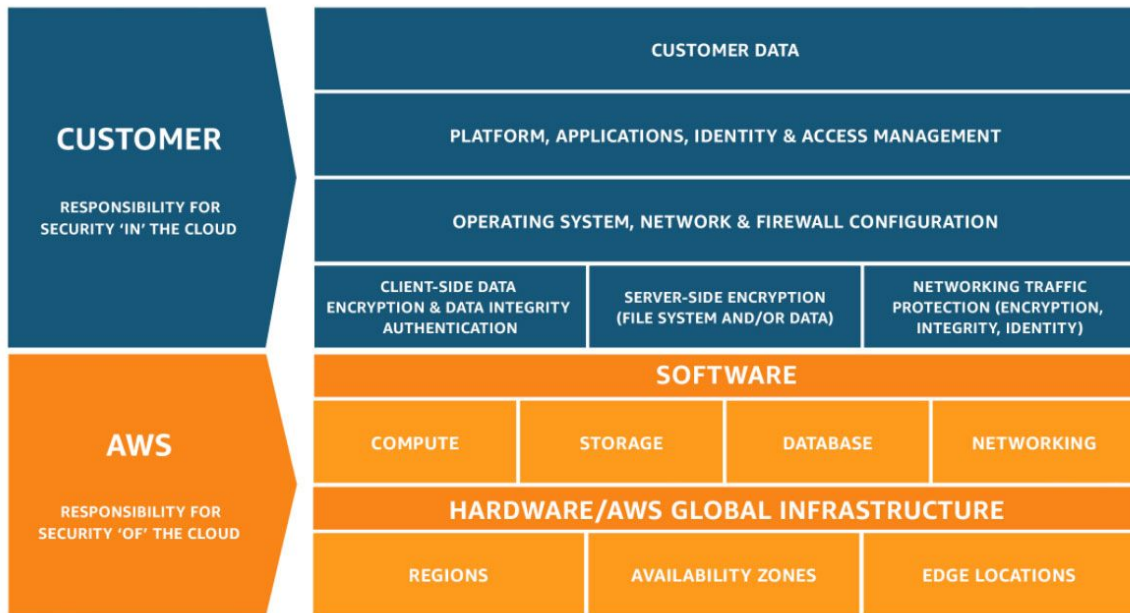 CUSTOMER
RESPONSIBILITY FOR
SECURITY ‘IN’ THE CLOUD
CUSTOMER DATA
PLATFORM, APPLICATIONS, IDENTITY & ACCESS MANAGEMENT
OPERATING SYSTEM, NETWORK & FIREWALL CONFIGURATION
CLIENT-SIDE DATA
ENCRYPTION & DATA INTEGRITY
AUTHENTICATION
SERVER-SIDE ENCRYPTION
(FILE SYSTEM AND/OR DATA)
NETWORKING TRAFFIC
PROTECTION (ENCRYPTION,
INTEGRITY, IDENTITY)
AWS
RESPONSIBILITY FOR
SECURITY ‘OF’ THE CLOUD
SOFTWARE
COMPUTE
STORAGE
DATABASE
NETWORKING
HARDWARE/AWS GLOBAL INFRASTRUCTURE
REGIONS
AVAILABILITY ZONES
EDGE LOCATIONS